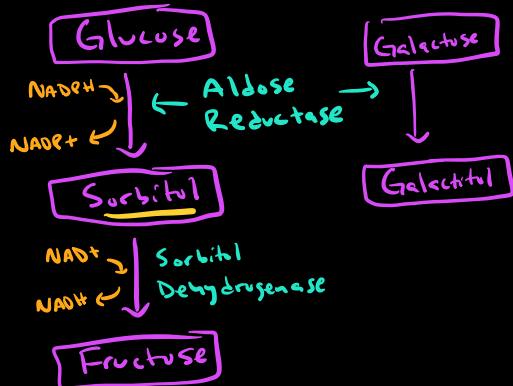 Glucose
Galactose
NADPH
Aldose
Reductase
NADP+
Sorbitol
Galactitol
NAD+
Sorbitol
Dehydrogenase
NADH
Fructose